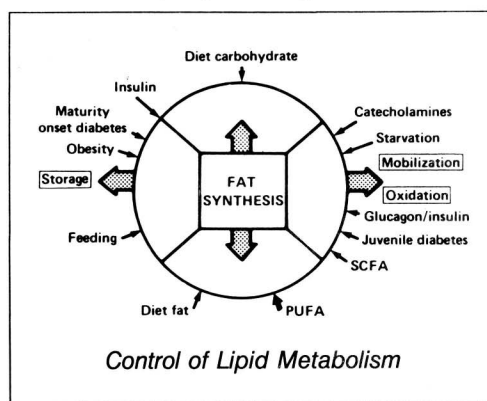 Diet carbohydrate
Insulin
Maturity
onset diabetes
Obesity
Storage
Feeding
Diet fat
FAT
SYNTHESIS
Catecholamines
Starvation
Mobilization
Oxidation
Glucagon/insulin
Juvenile diabetes
SCFA
PUFA
Control of Lipid Metabolism